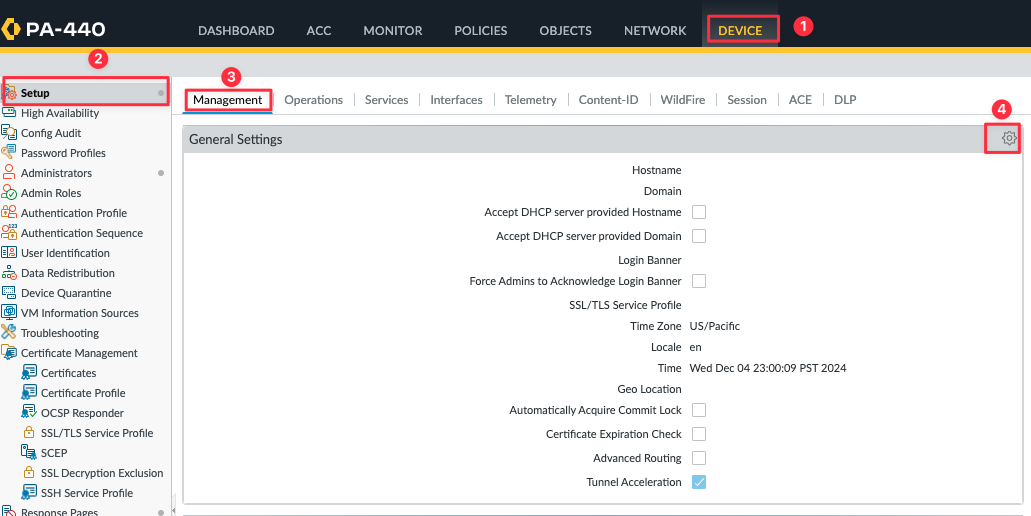 PA-440
DASHBOARD ACC MONITOR POLICIES OBJECTS NETWORK DEVICE 1
2
Setup
High Availability
Config Audit
Password Profiles
Administrators
Admin Roles
Authentication Profile
Authentication Sequence
User Identification
Data Redistribution
Device Quarantine
VM Information Sources
Troubleshooting
Certificate Management
Certificates
Certificate Profile
OCSP Responder
SSL/TLS Service Profile
SCEP
SSL Decryption Exclusion
SSH Service Profile
Response Pages
3
Management Operations Services Interfaces Telemetry Content-ID WildFire Session ACE DLP
4
General Settings
Hostname
Domain
Accept DHCP server provided Hostname
Accept DHCP server provided Domain
Login Banner
Force Admins to Acknowledge Login Banner
SSL/TLS Service Profile
Time Zone US/Pacific
Locale en
Time Wed Dec 04 23:00:09 PST 2024
Geo Location
Automatically Acquire Commit Lock
Certificate Expiration Check
Advanced Routing
Tunnel Acceleration